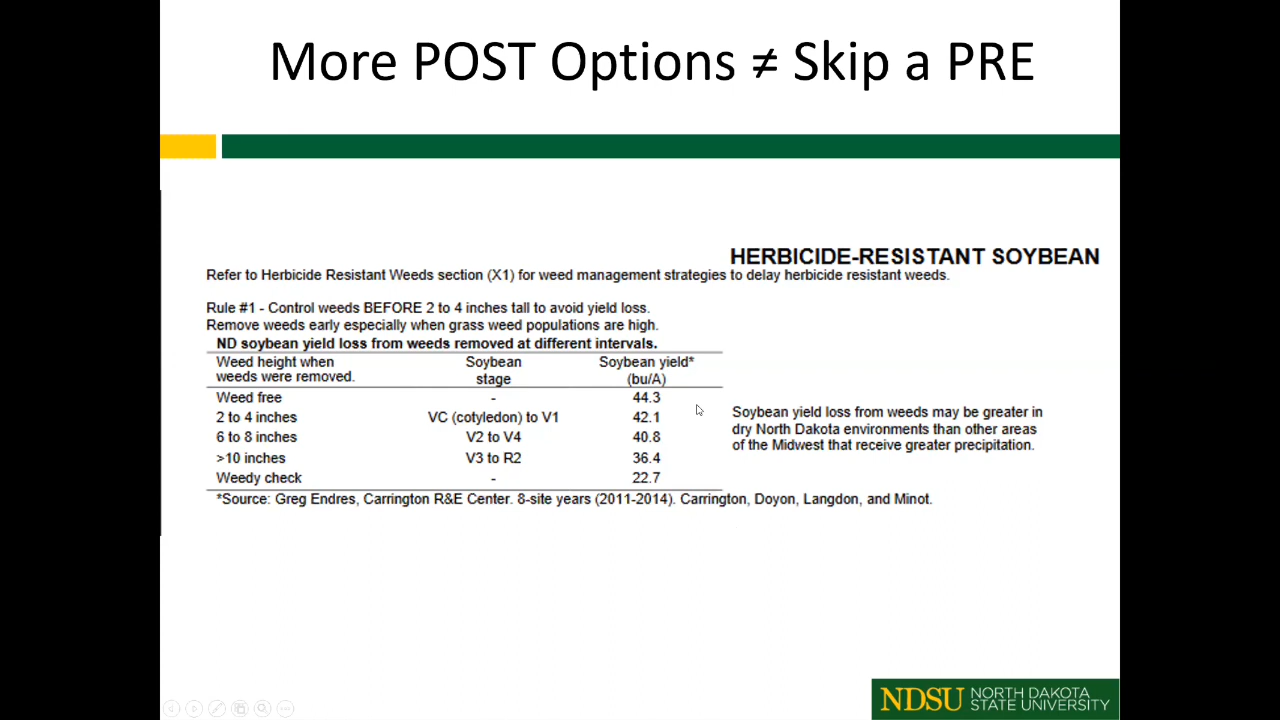 More POST Options ≠ Skip a PRE
HERBICIDE-RESISTANT SOYBEAN
Refer to Herbicide Resistant Weeds section (X1) for weed management strategies to delay herbicide resistant weeds.
Rule #1 - Control weeds BEFORE 2 to 4 inches tall to avoid yield loss.
Remove weeds early especially when grass weed populations are high.
ND soybean yield loss from weeds removed at different intervals.
Weed height when Soybean Soybean yield*
weeds were removed. stage (bu/A)
Weed free - 44.3
2 to 4 inches VC (cotyledon) to V1 42.1
6 to 8 inches V2 to V4 40.8
>10 inches V3 to R2 36.4
Weedy check - 22.7
Soybean yield loss from weeds may be greater in
dry North Dakota environments than other areas
of the Midwest that receive greater precipitation.
*Source: Greg Endres, Carrington R&E Center. 8-site years (2011-2014). Carrington, Doyon, Langdon, and Minot.
NDSU NORTH DAKOTA
STATE UNIVERSITY